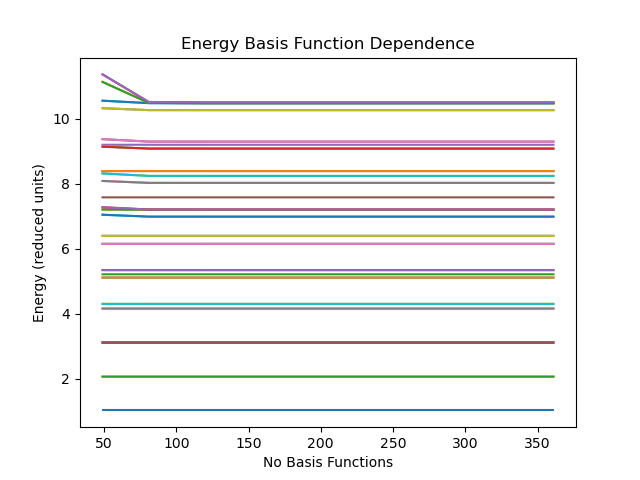 Energy Basis Function Dependence
Energy (reduced units)
10
8
6
4
2
50 100 150 200 250 300 350
No Basis Functions